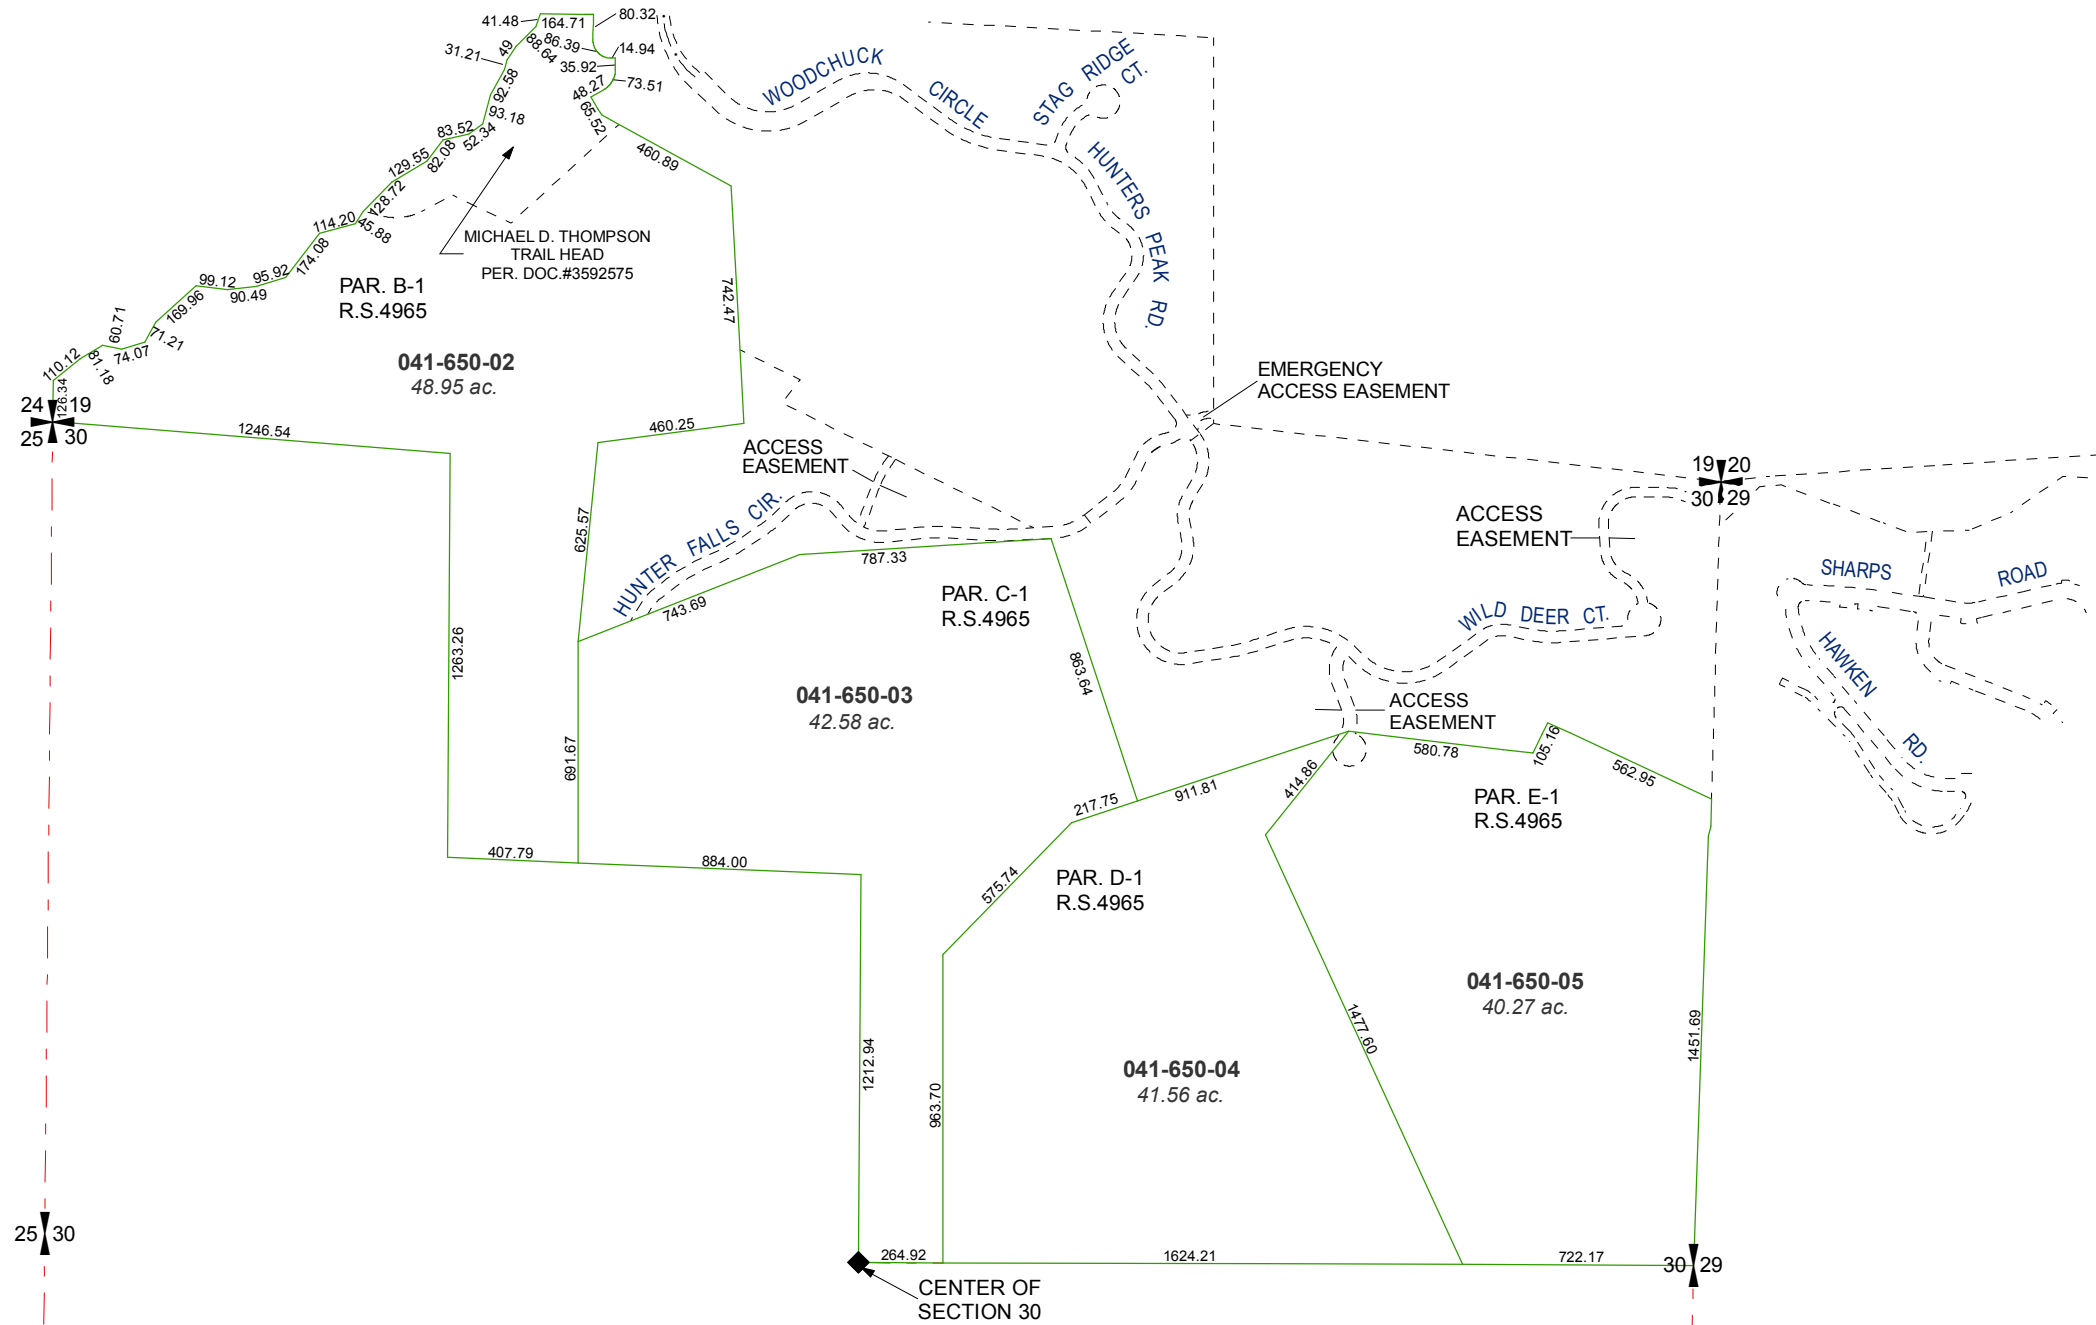 41.48
164.71
80.32
31.21
49
88.64
86.39
14.94
35.92
73.51
48.27
65.52
92.58
93.18
83.52
52.34
82.08
129.55
128.72
460.89
114.20
45.88
174.08
MICHAEL D. THOMPSON
TRAIL HEAD
PER. DOC.#3592575
99.12
95.92
90.49
169.96
60.71
71.21
74.07
81.18
110.12
126.34
PAR. B-1
R.S.4965
041-650-02
48.95 ac.
742.47
24 19
25 30
1246.54
460.25
625.57
1263.26
407.79
WOODCHUCK
CIRCLE
STAG RIDGE
CT.
HUNTERS PEAK RD.
EMERGENCY
ACCESS EASEMENT
ACCESS
EASEMENT
HUNTER FALLS CIR.
743.69
787.33
PAR. C-1
R.S.4965
863.64
041-650-03
42.58 ac.
691.67
884.00
19 20
30 29
ACCESS
EASEMENT
WILD DEER CT.
SHARPS ROAD
HAWKEN
RD.
ACCESS
EASEMENT
580.78
105.16
562.95
414.86
911.81
217.75
575.74
PAR. E-1
R.S.4965
PAR. D-1
R.S.4965
041-650-05
40.27 ac.
1477.60
1451.69
041-650-04
41.56 ac.
1212.94
963.70
25 30
264.92
1624.21
722.17
30 29
CENTER OF
SECTION 30